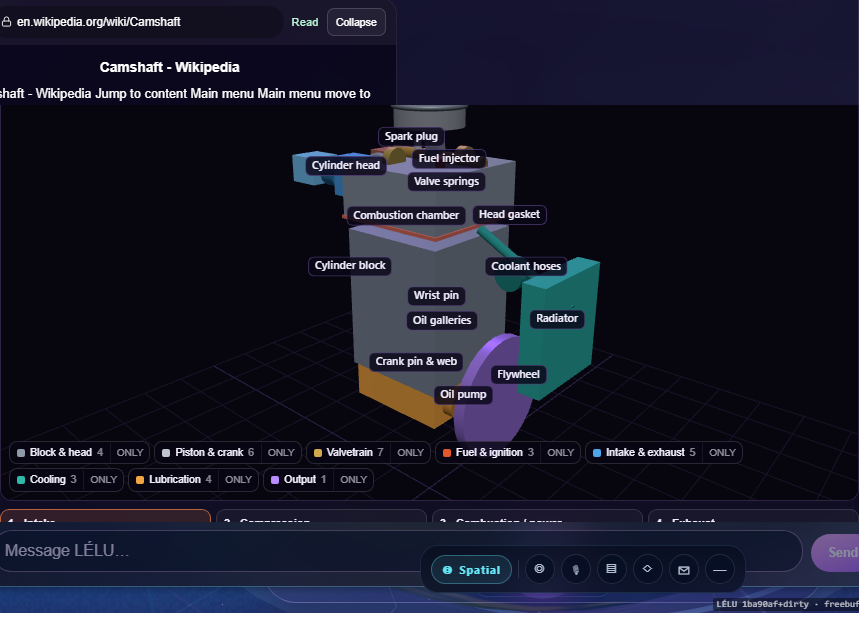 en.wikipedia.org/wiki/Camshaft Read Collapse
Camshaft - Wikipedia
shaft - Wikipedia Jump to content Main menu Main menu move to
Spark plug
Cylinder head Fuel injector
Valve springs
Combustion chamber Head gasket
Cylinder block Coolant hoses
Wrist pin
Oil galleries Radiator
Crank pin & web
Flywheel
Oil pump
Block & head 4 ONLY Piston & crank 6 ONLY Valvetrain 7 ONLY Fuel & ignition 3 ONLY Intake & exhaust 5 ONLY
Cooling 3 ONLY Lubrication 4 ONLY Output 1 ONLY
1 Intake 2 Compression 3 Combustion / power 4 Exhaust
Message LÉLU... Send
Spatial
LÉLU 1ba90af+dirty · freebuf